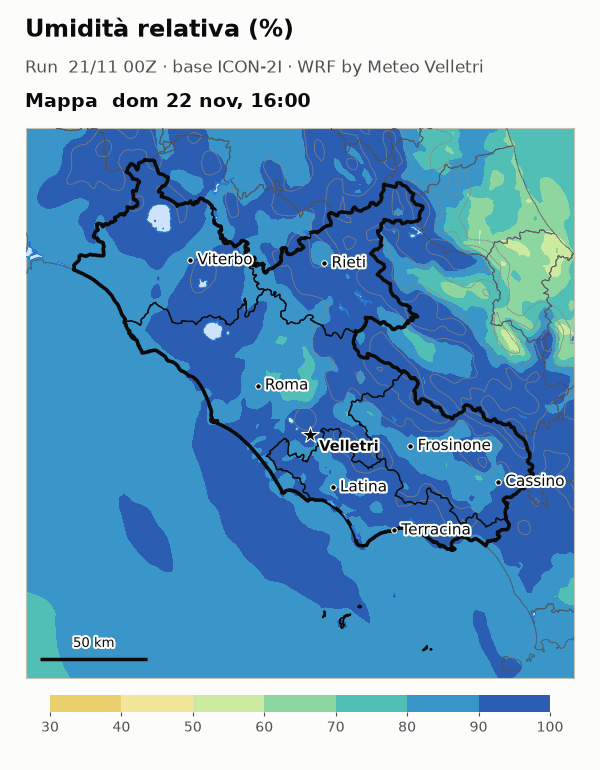 Umidità relativa (%)
Run  21/11 00Z · base ICON-2I · WRF by Meteo Velletri
Mappa  dom 22 nov, 16:00
Viterbo
Rieti
Roma
Velletri
Frosinone
Latina
Cassino
Terracina
50 km
30 40 50 60 70 80 90 100